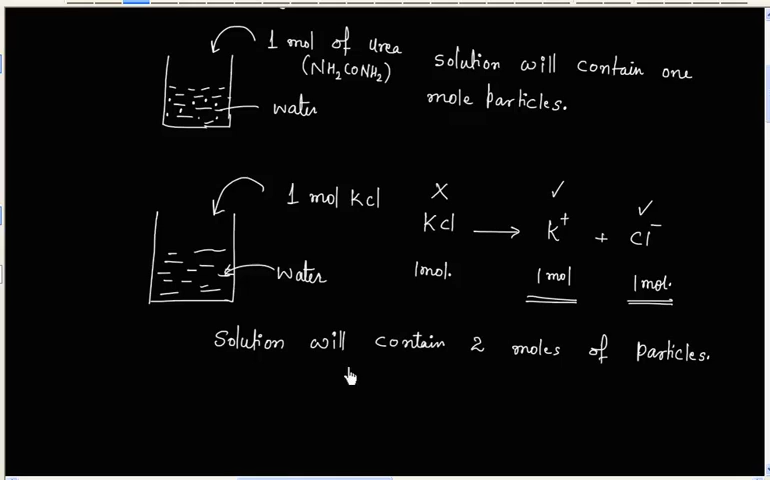 1 mol of urea
(NH2CONH2)
water
Solution will contain one
mole particles.
1 mol Kcl
water
X ✓ ✓
Kcl → K+ + Cl−
1mol. 1mol 1mol.
Solution will contain 2 moles of particles.